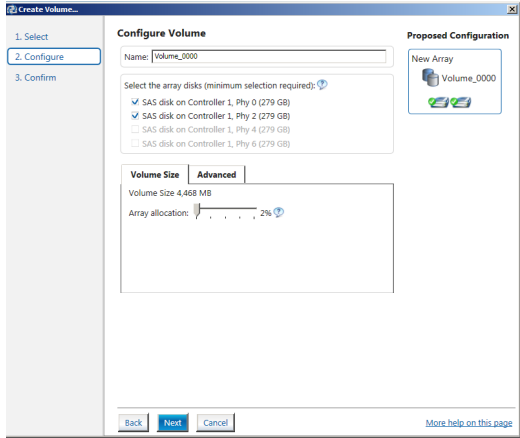 Create Volume...
1. Select
2. Configure
3. Confirm
Configure Volume
Name: Volume_0000
Select the array disks (minimum selection required):
SAS disk on Controller 1, Phy 0 (279 GB)
SAS disk on Controller 1, Phy 2 (279 GB)
SAS disk on Controller 1, Phy 4 (279 GB)
SAS disk on Controller 1, Phy 6 (279 GB)
Volume Size
Advanced
Volume Size 4,468 MB
Array allocation: 2%
Proposed Configuration
New Array
Volume_0000
Back
Next
Cancel
More help on this page